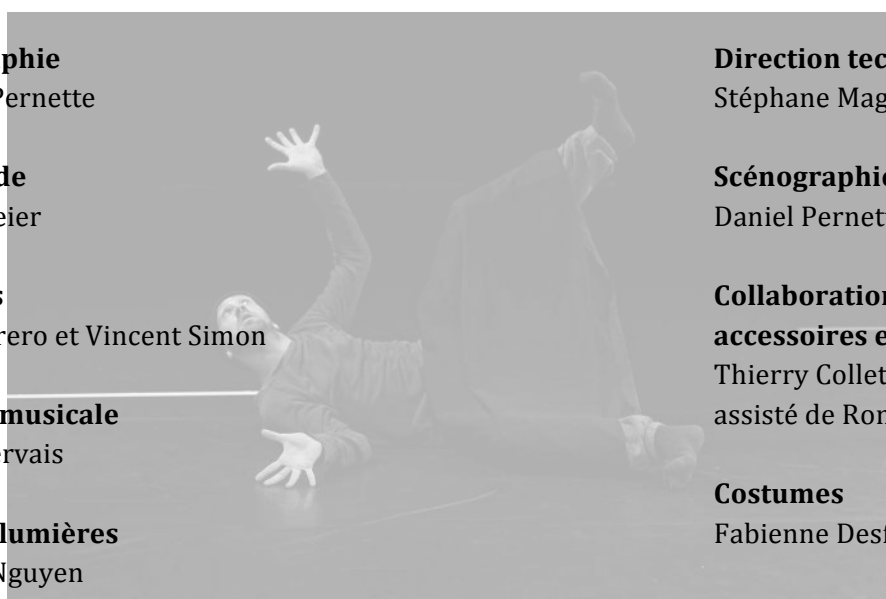 phie
Pernette
de
eier
s
rero et Vincent Simon
musicale
ervais
lumières
Nguyen
Direction tec
Stéphane Mag
Scénographie
Daniel Pernet
Collaboration
accessoires e
Thierry Collet
assisté de Ron
Costumes
Fabienne Desf